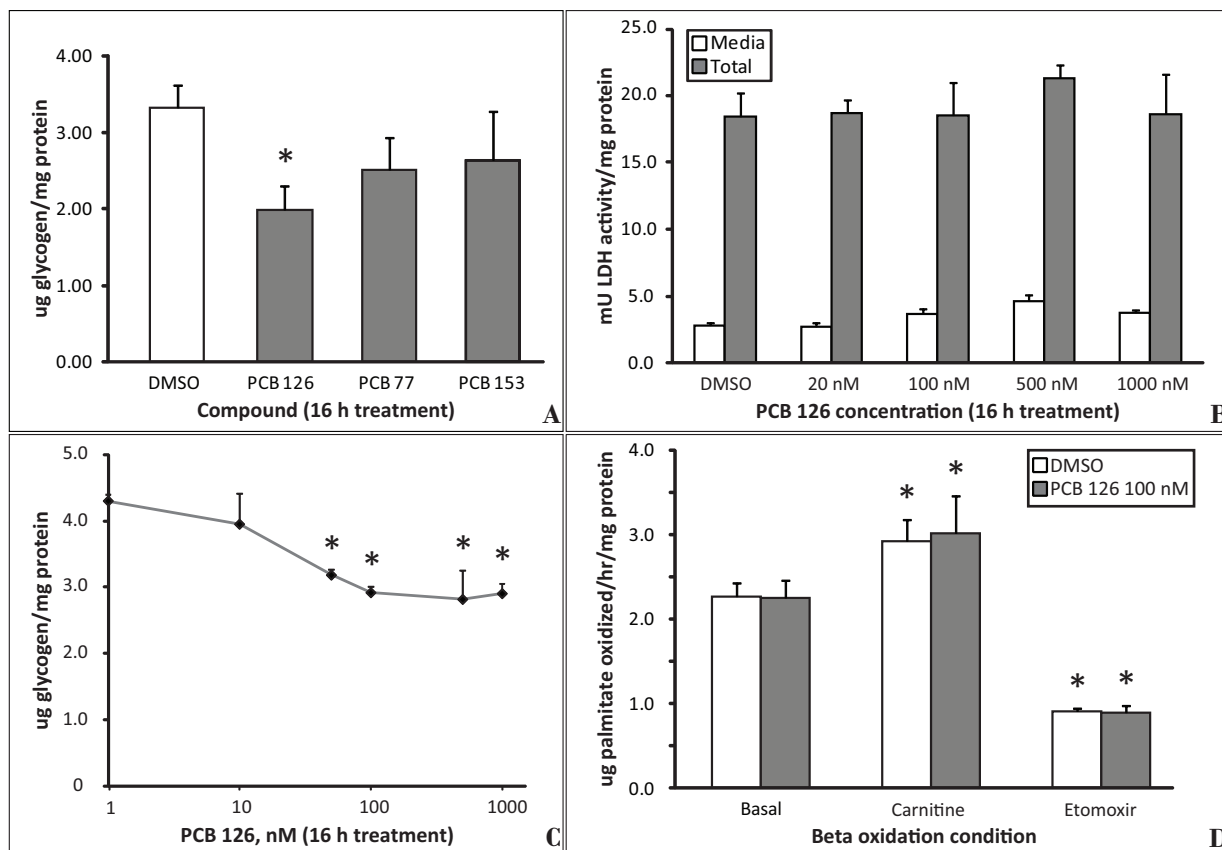 4.00
3.00
2.00
1.00
0.00
ug glycogen/mg protein
*
DMSO PCB 126 PCB 77 PCB 153
Compound (16 h treatment)
A
25.0
20.0
15.0
10.0
5.0
0.0
mU LDH activity/mg protein
Media
Total
DMSO 20 nM 100 nM 500 nM 1000 nM
PCB 126 concentration (16 h treatment)
B
5.0
4.0
3.0
2.0
1.0
0
ug glycogen/mg protein
* * * *
1 10 100 1000
PCB 126, nM (16 h treatment)
C
4.0
3.0
2.0
1.0
0.0
ug palmitate oxidized/hr/mg protein
DMSO
PCB 126 100 nM
* *
* *
Basal Carnitine Etomoxir
Beta oxidation condition
D